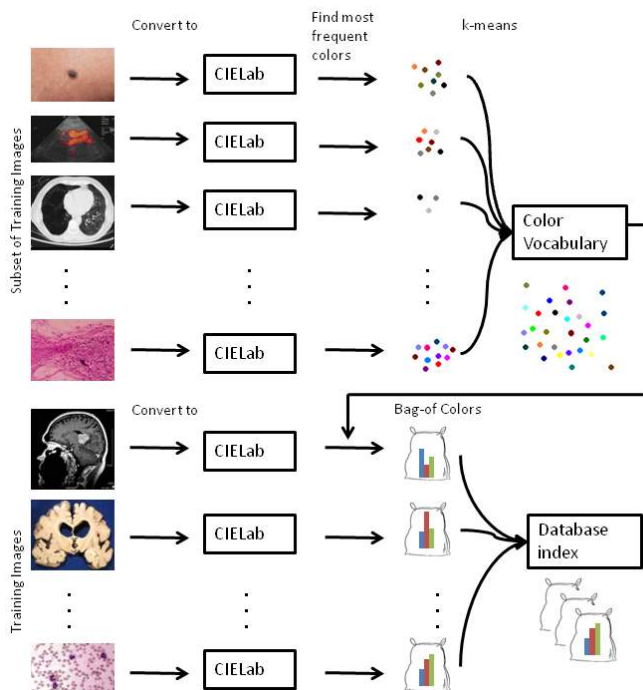 Convert to
Find most
frequent
colors
k-means
Subset of Training Images
CIELab
CIELab
CIELab
Color
Vocabulary
CIELab
Convert to
Bag-of Colors
Training Images
CIELab
CIELab
Database
index
CIELab